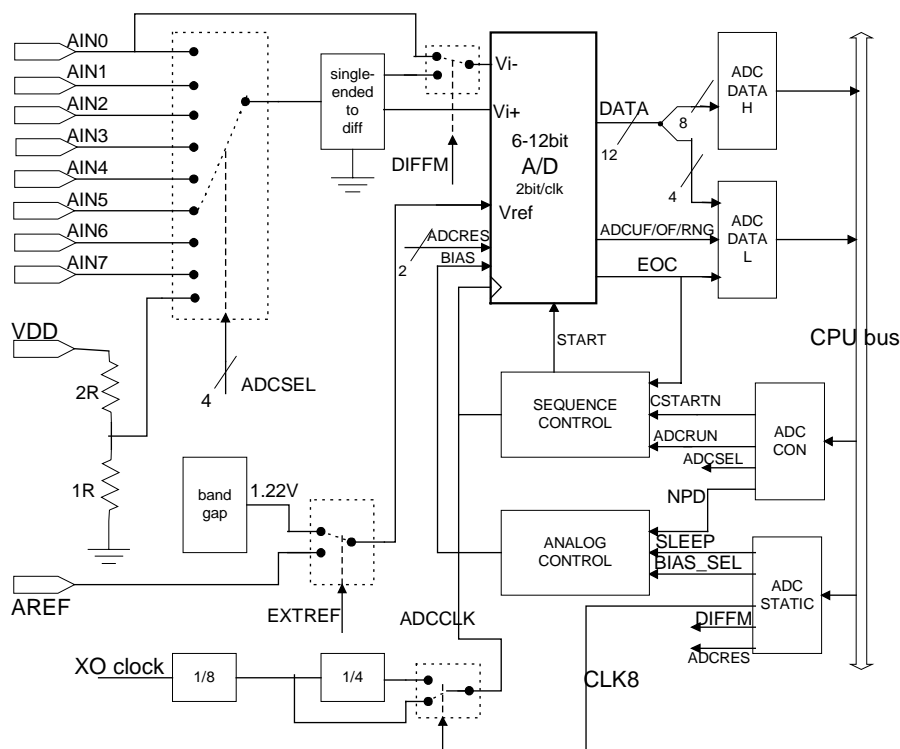 AIN0
AIN1
AIN2
AIN3
AIN4
AIN5
AIN6
AIN7
single-
ended
to
diff
DIFFM
Vi-
Vi+
6-12bit
A/D
2bit/clk
Vref
DATA
12
8
4
ADC
DATA
H
ADC
DATA
L
ADCRES
2
BIAS
ADCUF/OF/RNG
EOC
VDD
2R
1R
4
ADCSEL
START
CPU bus
SEQUENCE
CONTROL
CSTARTN
ADCRUN
ADCSEL
NPD
ADC
CON
band
gap
1.22V
AREF
EXTREF
ANALOG
CONTROL
SLEEP
BIAS_SEL
DIFFM
ADCRES
ADC
STATIC
ADCCLK
XO clock
1/8
1/4
CLK8